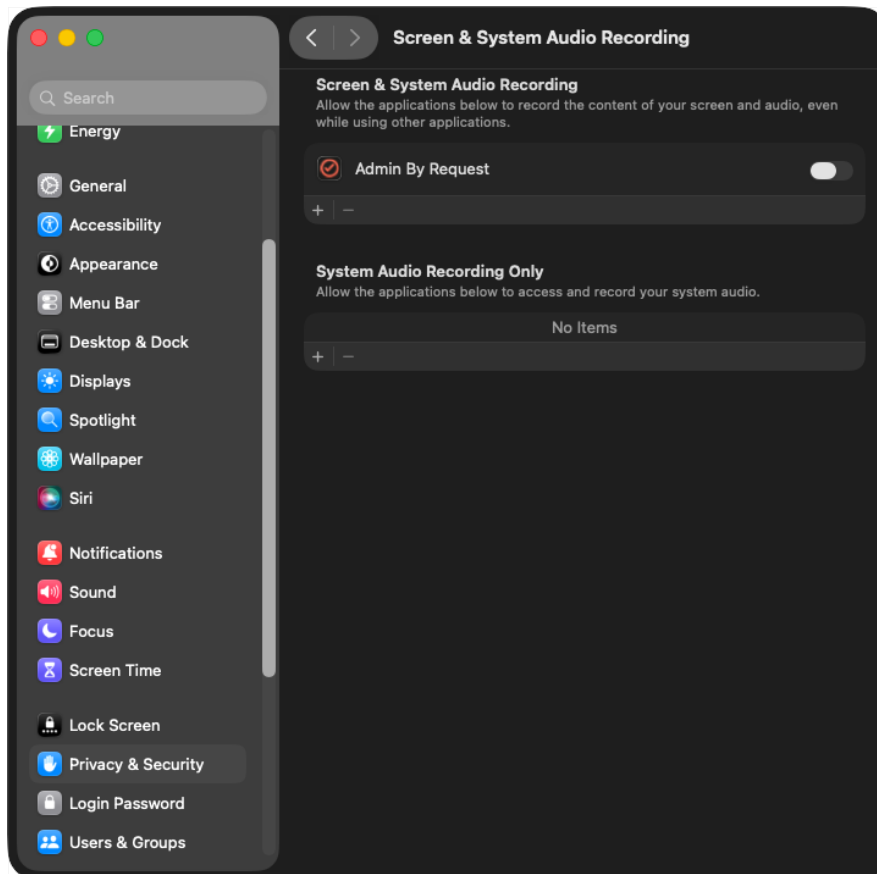 Screen & System Audio Recording
Search
Energy
General
Accessibility
Appearance
Menu Bar
Desktop & Dock
Displays
Spotlight
Wallpaper
Siri
Notifications
Sound
Focus
Screen Time
Lock Screen
Privacy & Security
Login Password
Users & Groups
Screen & System Audio Recording
Allow the applications below to record the content of your screen and audio, even
while using other applications.
Admin By Request
System Audio Recording Only
Allow the applications below to access and record your system audio.
No Items